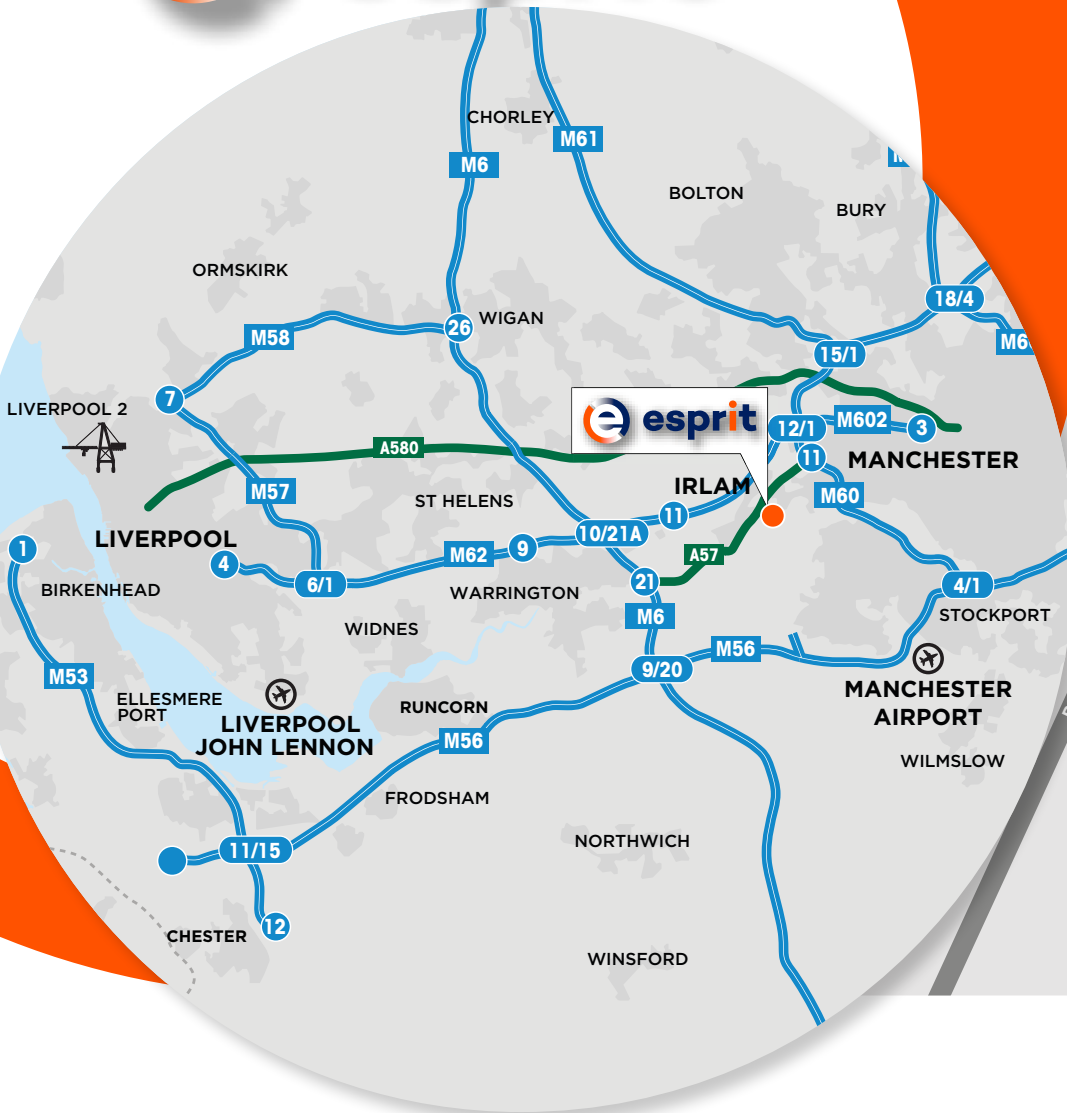 CHORLEY
M61
M6
BOLTON
BURY
ORMSKIRK
18/4
WIGAN
26
M58
15/1
7
LIVERPOOL 2
esprit
12/1
M602
3
A580
11
MANCHESTER
M57
ST HELENS
IRLAM
M60
11
10/21A
LIVERPOOL
1
4
M62
9
A57
6/1
21
4/1
BIRKENHEAD
WARRINGTON
STOCKPORT
M6
WIDNES
M56
9/20
M53
ELLESMERE
PORT
RUNCORN
MANCHESTER
AIRPORT
LIVERPOOL
JOHN LENNON
M56
WILMSLOW
FRODSHAM
NORTHWICH
11/15
12
CHESTER
WINSFORD